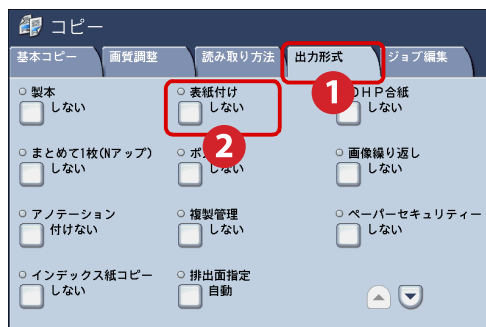 コピー
基本コピー 画質調整 読み取り方法 出力形式 ジョブ編集
製本 表紙付け HP合紙
しない しない しない
まとめて1枚(Nアップ) ポ 画像繰り返し
しない しない しない
アノテーション 複製管理 ペーパーセキュリティー
付けない しない しない
インデックス紙コピー 排出面指定
しない 自動
1
2